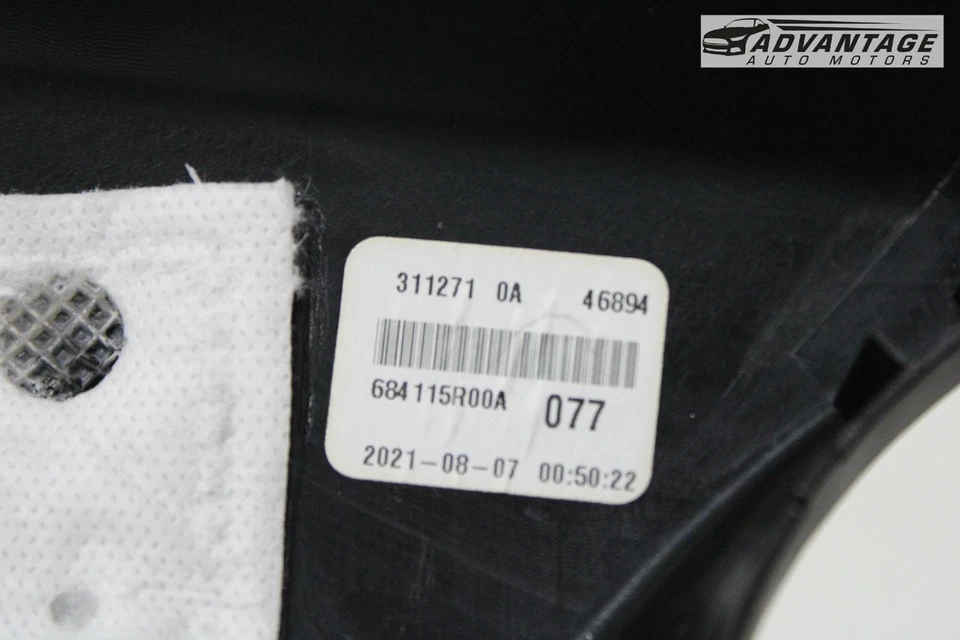 ADVANTAGE
AUTO MOTORS
311271 0A 46894
684115R00A 077
2021-08-07 00:50:22